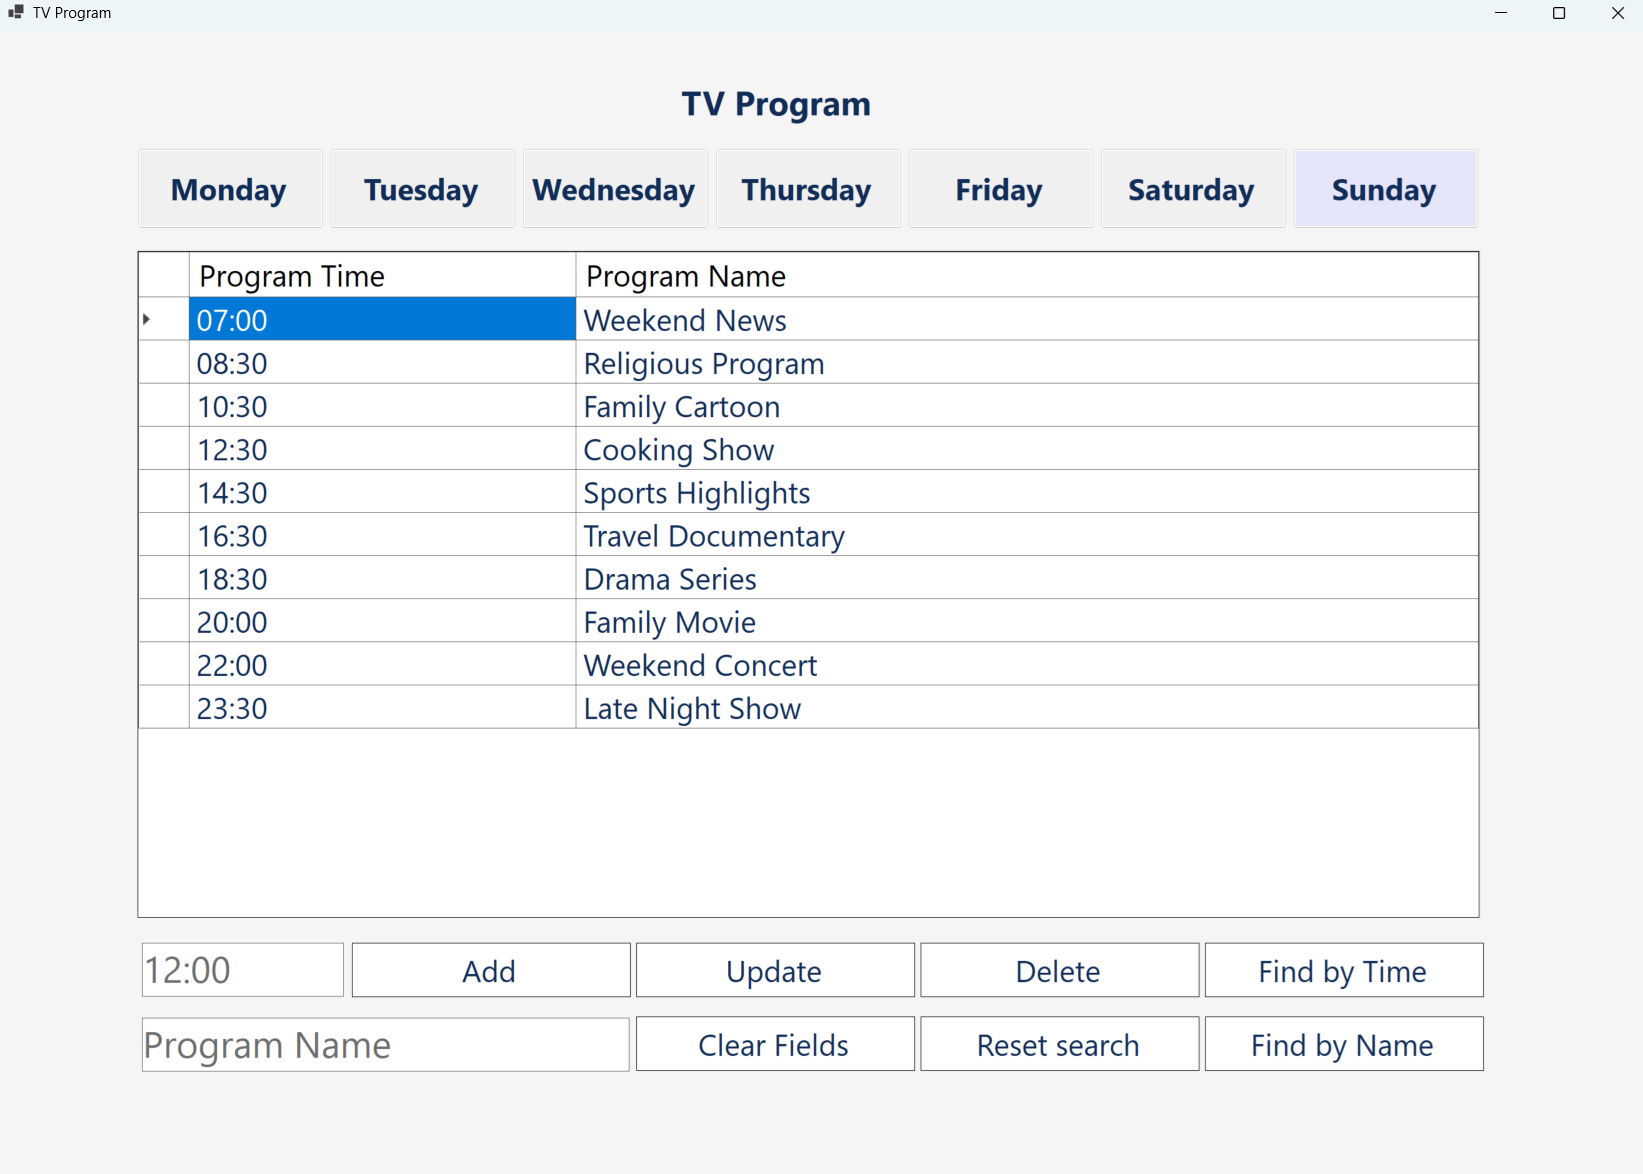 TV Program
TV Program
Monday Tuesday Wednesday Thursday Friday Saturday Sunday
Program Time Program Name
07:00 Weekend News
08:30 Religious Program
10:30 Family Cartoon
12:30 Cooking Show
14:30 Sports Highlights
16:30 Travel Documentary
18:30 Drama Series
20:00 Family Movie
22:00 Weekend Concert
23:30 Late Night Show
12:00 Add Update Delete Find by Time
Program Name Clear Fields Reset search Find by Name